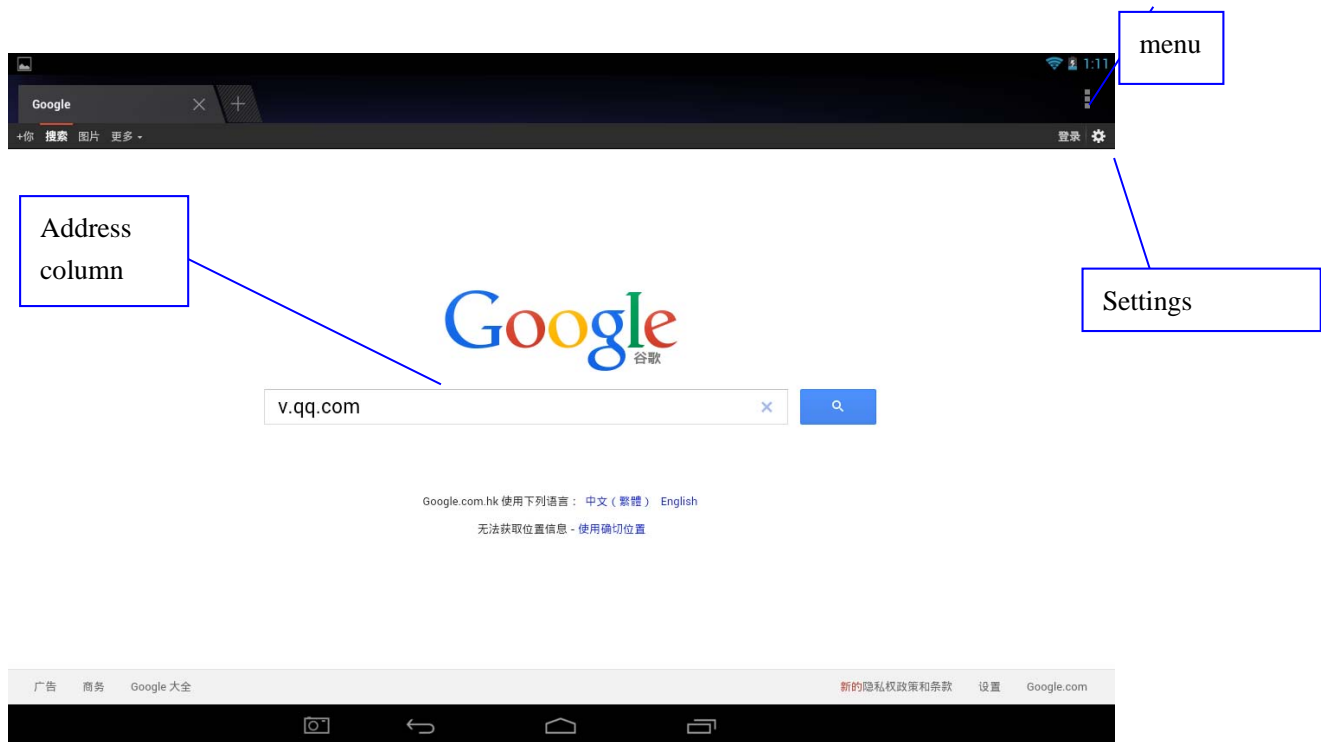 menu
1:11
Google
+你 搜索 图片 更多
登录
Address
column
Settings
Google
谷歌
v.qq.com
Google.com.hk 使用下列语言： 中文（繁體） English
无法获取位置信息 - 使用确切位置
广告 商务 Google 大全 新的隐私权政策和条款 设置 Google.com